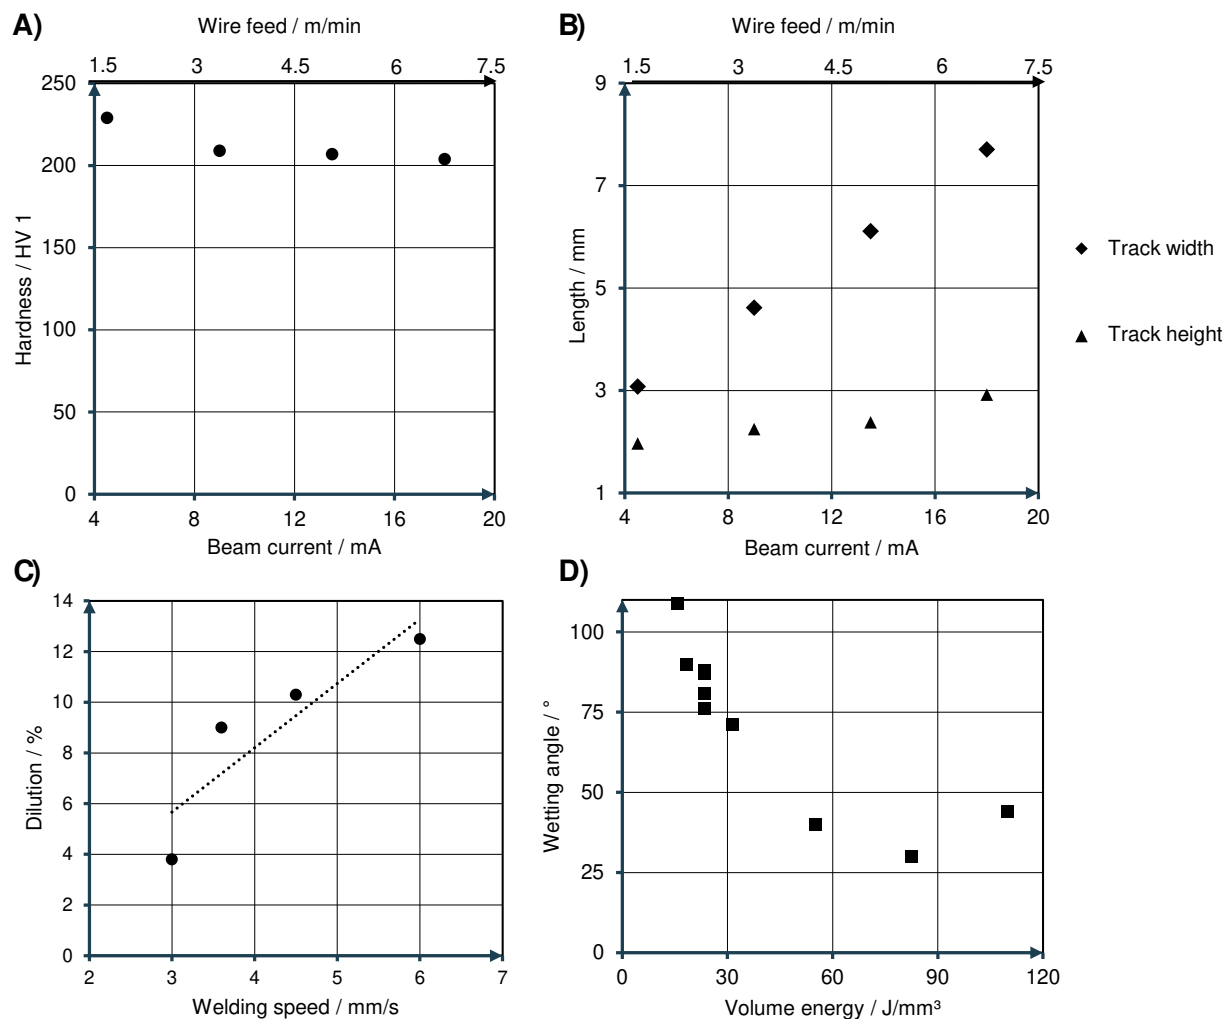 A)
Wire feed / m/min
1.5 3 4.5 6 7.5
250
200
150
100
50
0
Hardness / HV 1
4 8 12 16 20
Beam current / mA
B)
Wire feed / m/min
1.5 3 4.5 6 7.5
9
7
5
3
1
Length / mm
4 8 12 16 20
Beam current / mA
Track width
Track height
C)
14
12
10
8
6
4
2
0
Dilution / %
2 3 4 5 6 7
Welding speed / mm/s
D)
100
75
50
25
0
Wetting angle / °
0 30 60 90 120
Volume energy / J/mm³